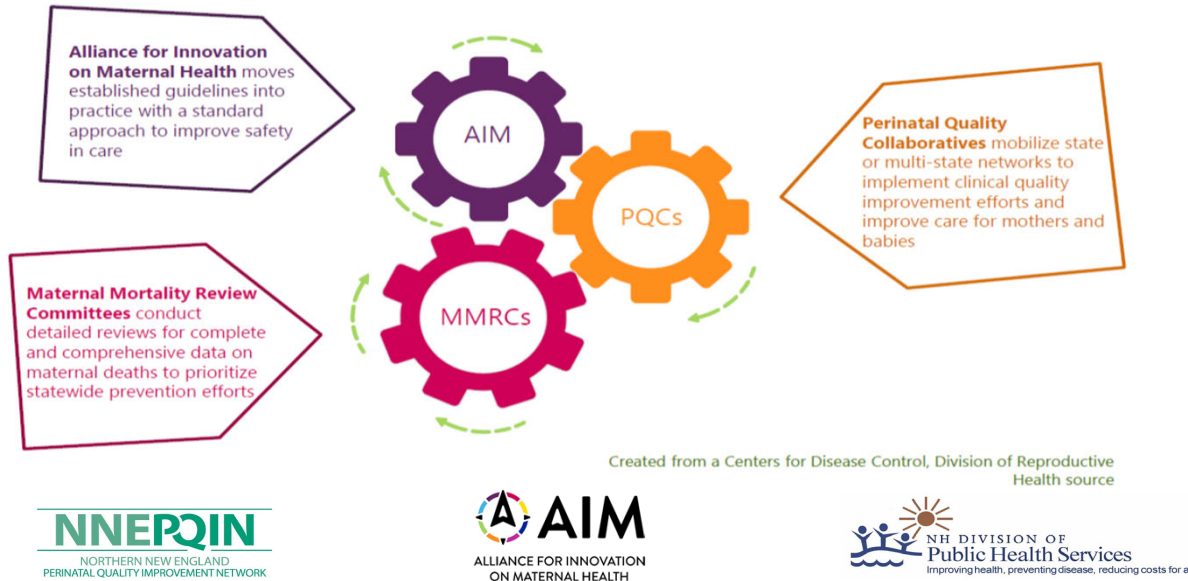 Alliance for Innovation
on Maternal Health moves
established guidelines into
practice with a standard
approach to improve safety
in care
AIM
Perinatal Quality
Collaboratives mobilize state
or multi-state networks to
implement clinical quality
improvement efforts and
improve care for mothers and
babies
PQCs
Maternal Mortality Review
Committees conduct
detailed reviews for complete
and comprehensive data on
maternal deaths to prioritize
statewide prevention efforts
MMRCs
Created from a Centers for Disease Control, Division of Reproductive
Health source
NNEPQIN
NORTHERN NEW ENGLAND
PERINATAL QUALITY IMPROVEMENT NETWORK
AIM
ALLIANCE FOR INNOVATION
ON MATERNAL HEALTH
NH DIVISION OF
Public Health Services
Improving health, preventing disease, reducing costs for a